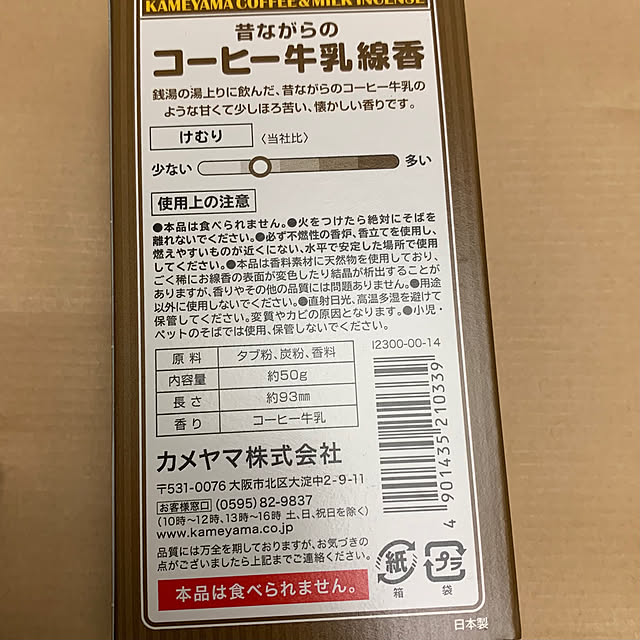 KAMEYAMA COFFEE&MILK INCENSE
昔ながらの
コーヒー牛乳線香
銭湯の湯上りに飲んだ、昔ながらのコーヒー牛乳の
ような甘くて少しほろ苦い、懐かしい香りです。
けむり 〈当社比〉
少ない 多い
使用上の注意
●本品は食べられません。●火をつけたら絶対にそばを
離れないでください。●必ず不燃性の香炉、香立てを使用し、
燃えやすいものが近くにない、水平で安定した場所で使用
してください。●本品は香料素材に天然物を使用しており、
ごく稀にお線香の表面が変色したり結晶が析出することが
ありますが、香りやその他の品質には問題ありません。●用途
以外に使用しないでください。●直射日光、高温多湿を避けて
保管してください。変質やカビの原因となります。●小児・
ペットのそばでは使用、保管しないでください。
原料 タブ粉、炭粉、香料
内容量 約50g
長さ 約93mm
香り コーヒー牛乳
I2300-00-14
4 901435 210339
カメヤマ株式会社
〒531-0076 大阪市北区大淀中2-9-11
お客様窓口 (0595)82-9837
(10時〜12時、13時〜16時 土、日、祝日を除く)
www.kameyama.co.jp
品質には万全を期しておりますが、お気づきの
点がございましたら上記までご連絡ください。
本品は食べられません。
紙
箱
プラ
袋
日本製